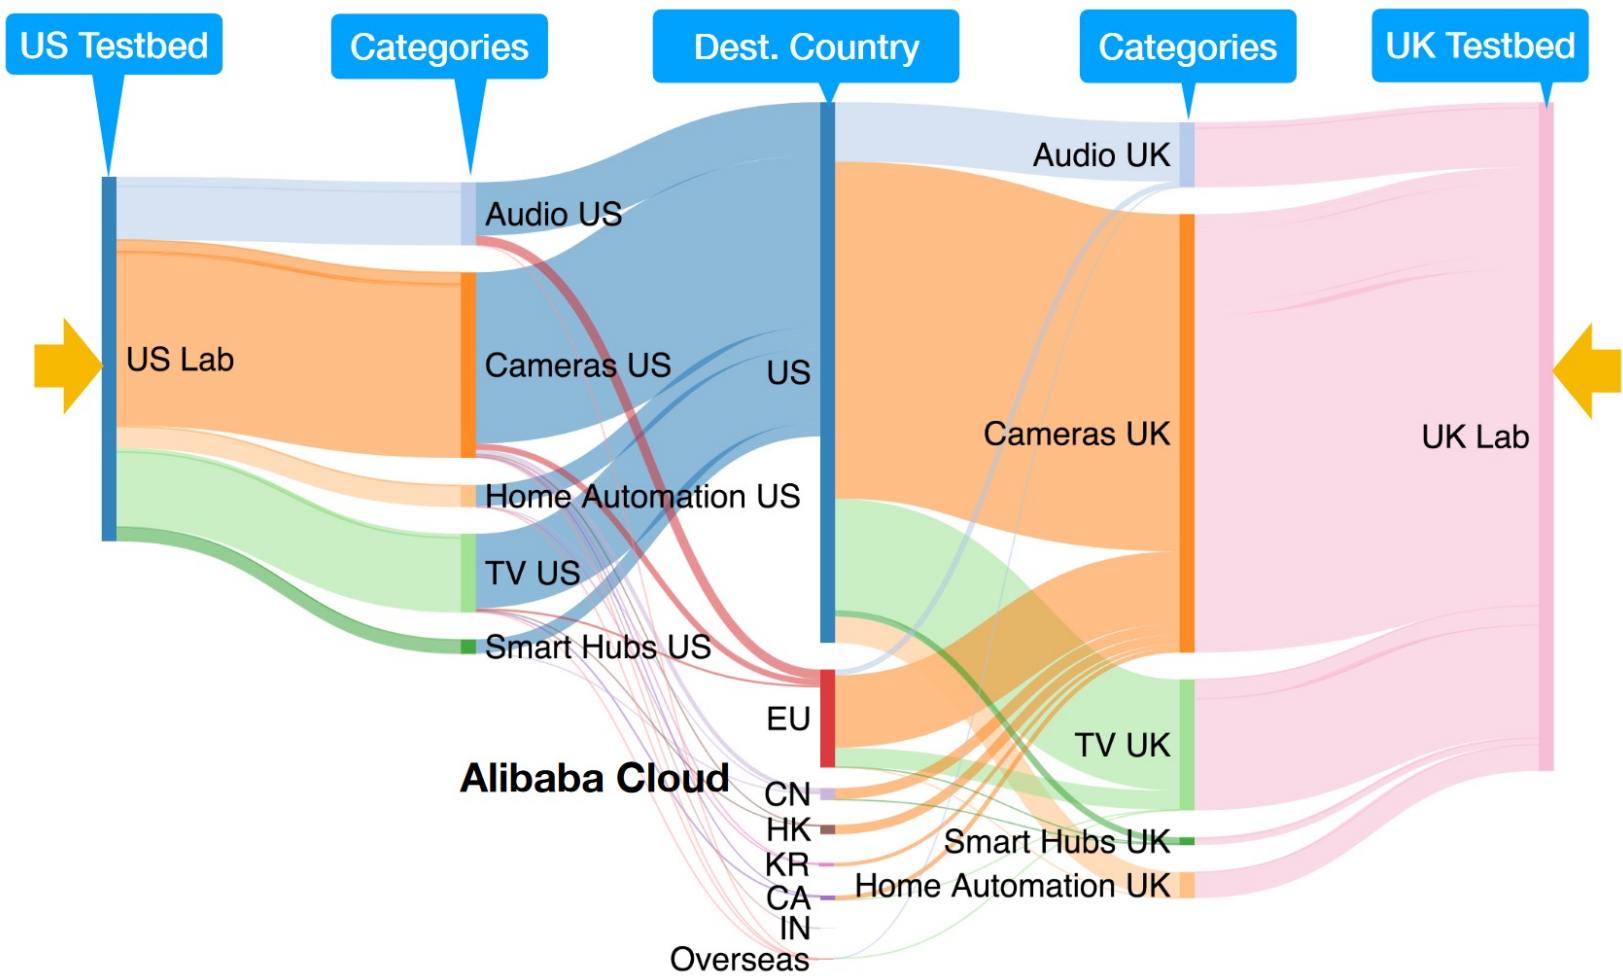 US Testbed
Categories
Dest. Country
Categories
UK Testbed
Audio UK
Audio US
US Lab
Cameras US
US
Cameras UK
UK Lab
Home Automation US
TV US
Smart Hubs US
EU
TV UK
Alibaba Cloud
CN
HK
Smart Hubs UK
KR
Home Automation UK
CA
IN
Overseas